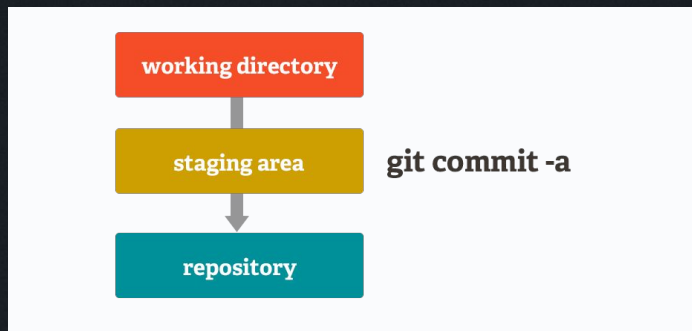 working directory
staging area
git commit -a
repository